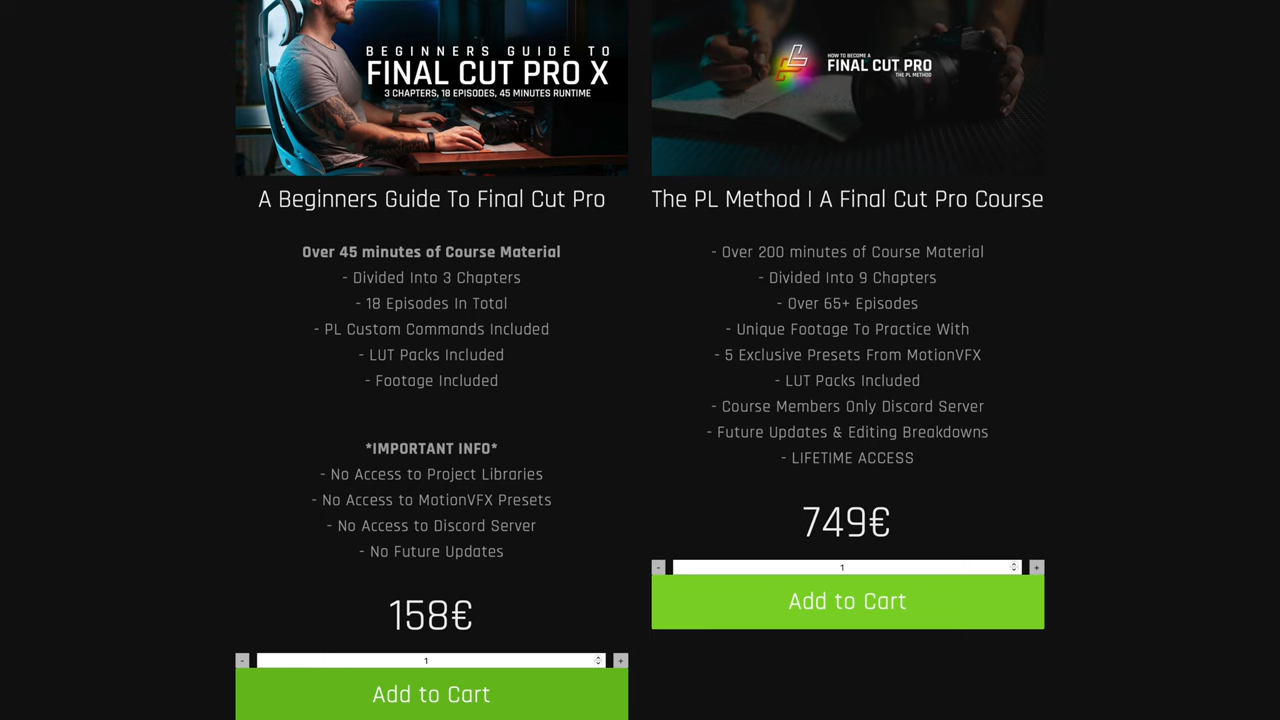 BEGINNERS GUIDE TO
FINAL CUT PRO X
3 CHAPTERS, 18 EPISODES, 45 MINUTES RUNTIME
A Beginners Guide To Final Cut Pro
Over 45 minutes of Course Material
- Divided Into 3 Chapters
- 18 Episodes In Total
- PL Custom Commands Included
- LUT Packs Included
- Footage Included
*IMPORTANT INFO*
- No Access to Project Libraries
- No Access to MotionVFX Presets
- No Access to Discord Server
- No Future Updates
158€
- 1 +
Add to Cart
HOW TO BECOME A
FINAL CUT PRO
THE PL METHOD
The PL Method | A Final Cut Pro Course
- Over 200 minutes of Course Material
- Divided Into 9 Chapters
- Over 65+ Episodes
- Unique Footage To Practice With
- 5 Exclusive Presets From MotionVFX
- LUT Packs Included
- Course Members Only Discord Server
- Future Updates & Editing Breakdowns
- LIFETIME ACCESS
749€
- 1 +
Add to Cart